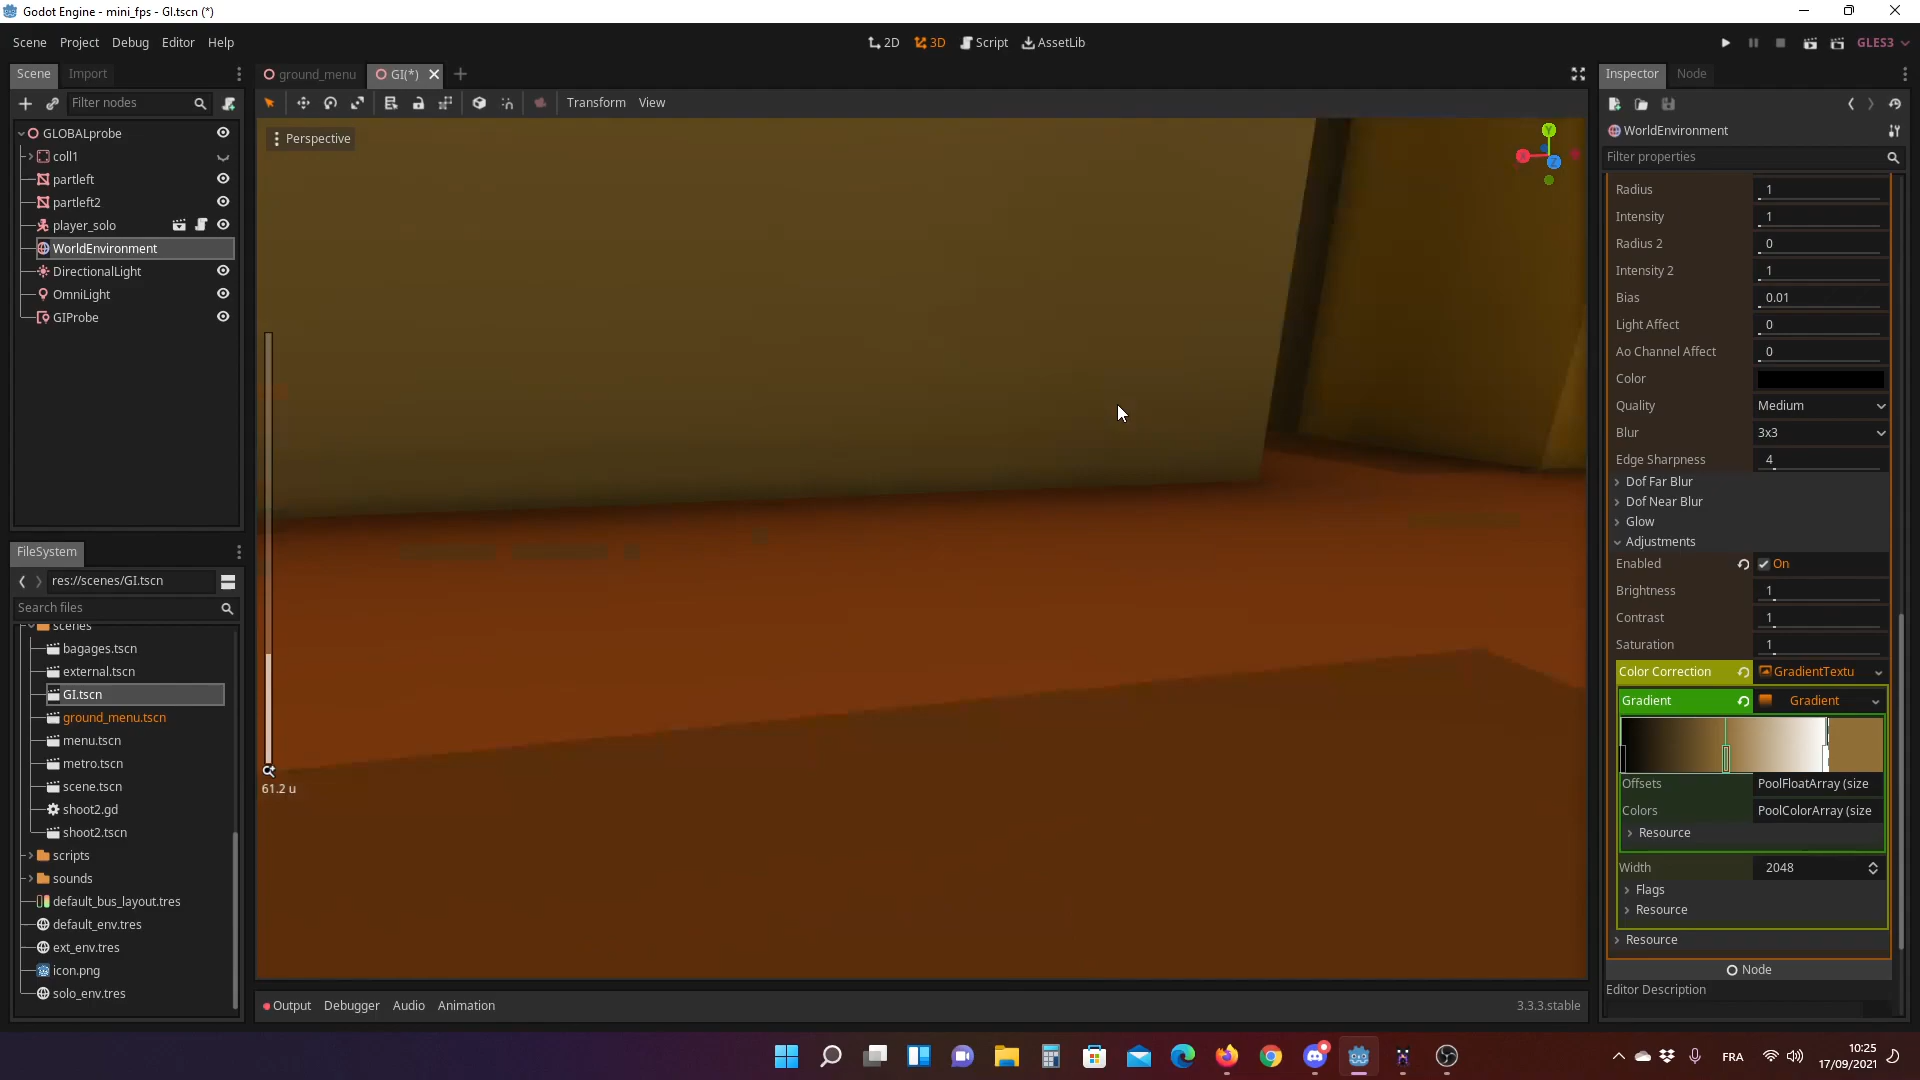 Godot Engine - mini_fps - GI.tscn (*)
Scene Project Debug Editor Help
2D 3D Script AssetLib
GLES3
Scene Import
ground_menu GI(*)
Inspector Node
Filter nodes
Transform View
Perspective
GLOBALprobe
coll1
partleft
partleft2
player_solo
WorldEnvironment
DirectionalLight
OmniLight
GIProbe
Y
X
Z
61.2 u
FileSystem
res://scenes/GI.tscn
Search files
scenes
bagages.tscn
external.tscn
GI.tscn
ground_menu.tscn
menu.tscn
metro.tscn
scene.tscn
shoot2.gd
shoot2.tscn
scripts
sounds
default_bus_layout.tres
default_env.tres
ext_env.tres
icon.png
solo_env.tres
Output Debugger Audio Animation
3.3.3.stable
WorldEnvironment
Filter properties
Radius 1
Intensity 1
Radius 2 0
Intensity 2 1
Bias 0.01
Light Affect 0
Ao Channel Affect 0
Color
Quality Medium
Blur 3x3
Edge Sharpness 4
Dof Far Blur
Dof Near Blur
Glow
Adjustments
Enabled On
Brightness 1
Contrast 1
Saturation 1
Color Correction GradientTextu
Gradient Gradient
Offsets PoolFloatArray (size
Colors PoolColorArray (size
Resource
Width 2048
Flags
Resource
Resource
Node
Editor Description
FRA
10:25
17/09/2021